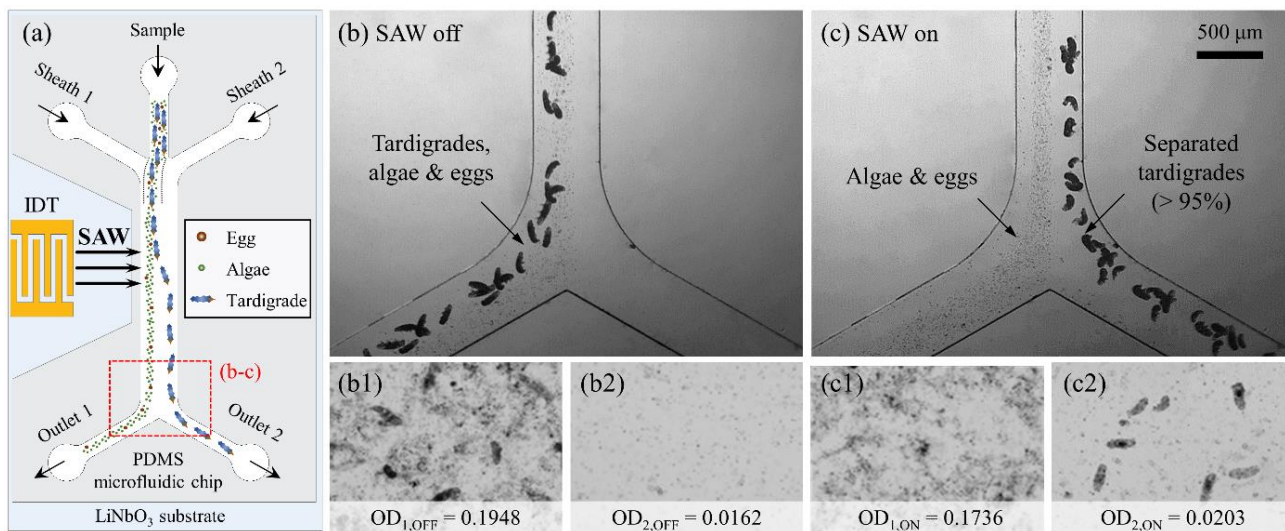 (a)
Sample
Sheath 1
Sheath 2
IDT
SAW
Egg
Algae
Tardigrade
(b-c)
Outlet 1
Outlet 2
PDMS
microfluidic chip
LiNbO₃ substrate
(b) SAW off
Tardigrades,
algae & eggs
(c) SAW on
500 μm
Algae & eggs
Separated
tardigrades
(> 95%)
(b1)
OD₁,OFF = 0.1948
(b2)
OD₂,OFF = 0.0162
(c1)
OD₁,ON = 0.1736
(c2)
OD₂,ON = 0.0203